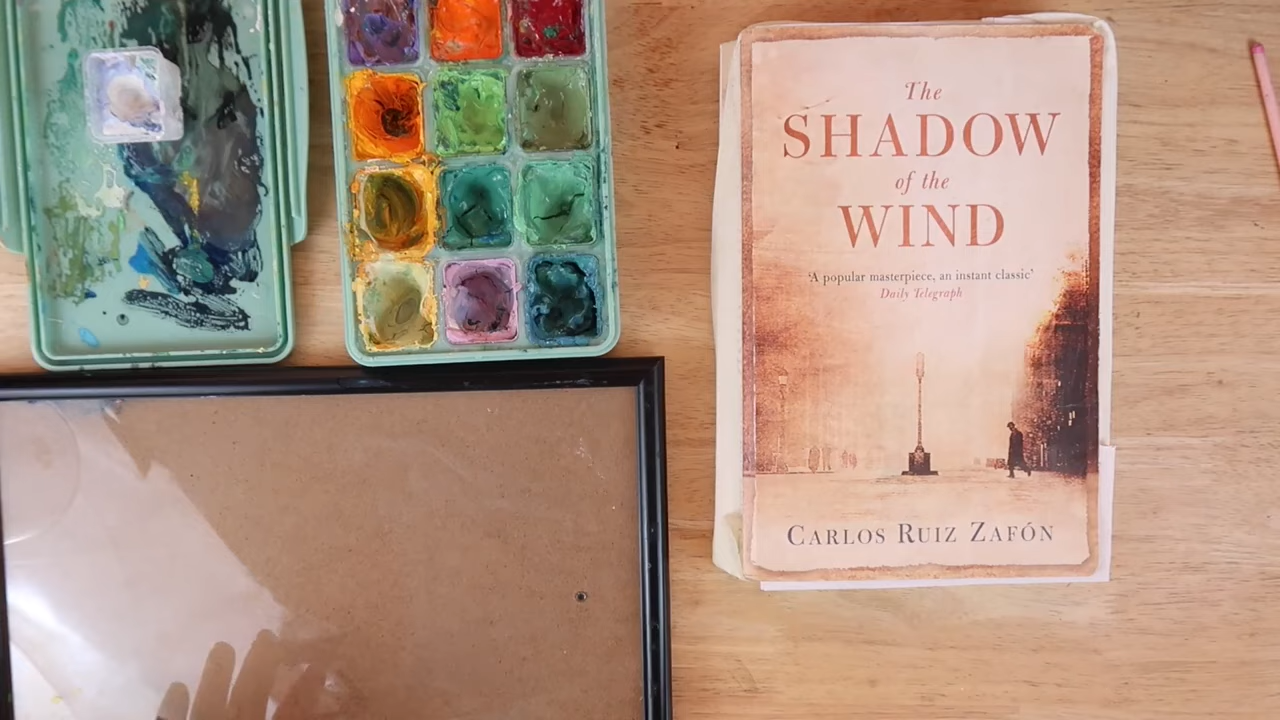 The
SHADOW
of the
WIND
‘A popular masterpiece, an instant classic’
Daily Telegraph
CARLOS RUIZ ZAFÓN